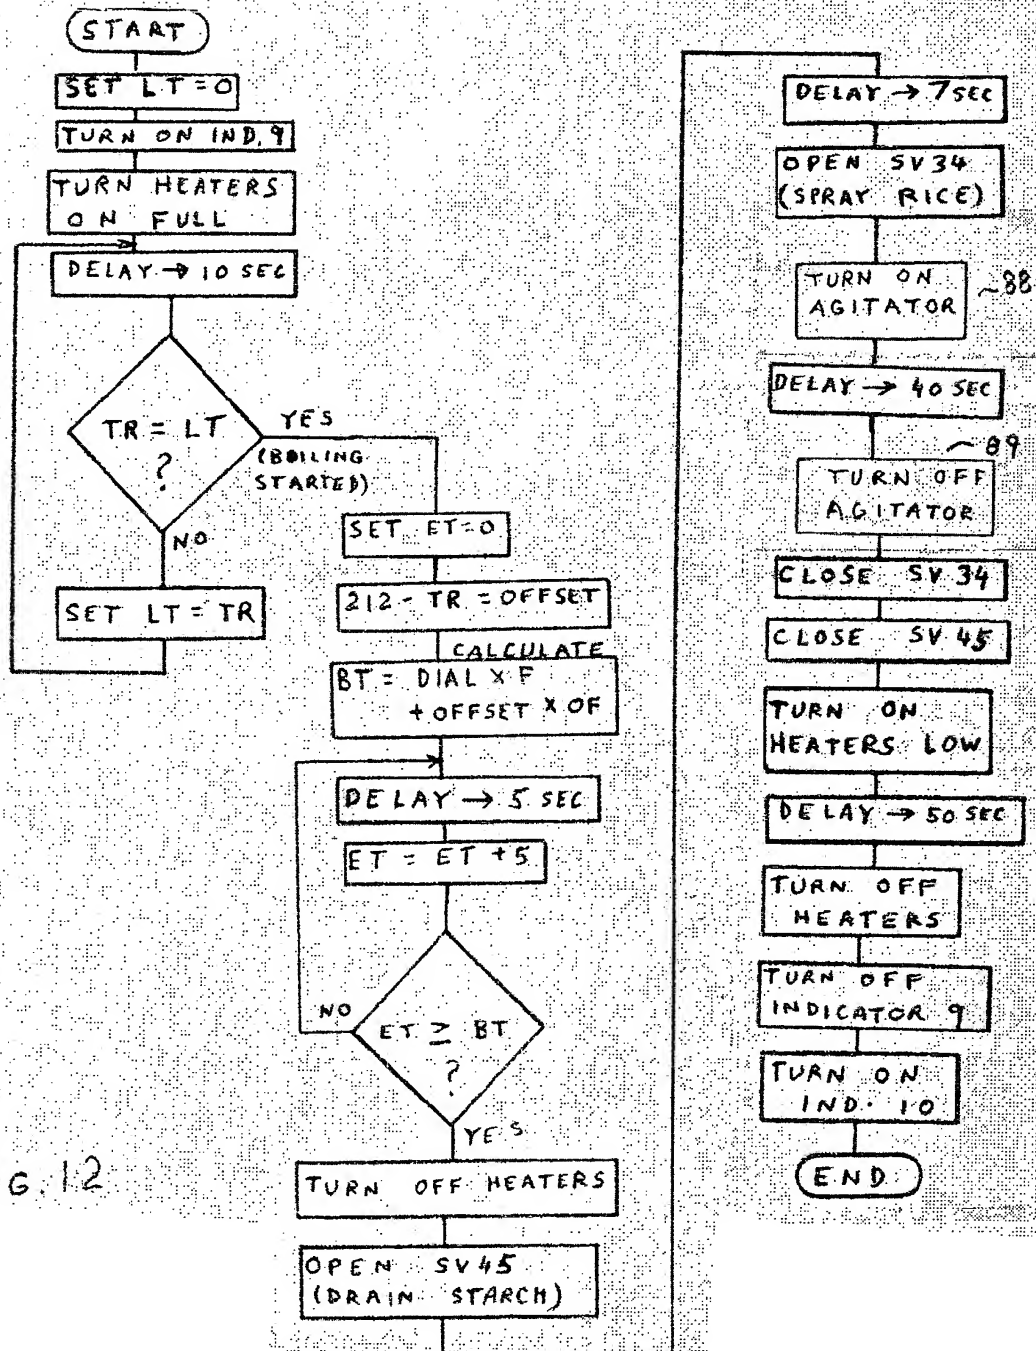 START
SET LT = 0
TURN ON IND. 9
TURN HEATERS
ON FULL
DELAY → 10 SEC
TR = LT
?
YES
(BOILING
STARTED)
NO
SET LT = TR
SET ET = 0
212 - TR = OFFSET
CALCULATE
BT = DIAL X F
+ OFFSET X OF
DELAY → 5 SEC
ET = ET + 5
NO
ET ≥ BT
?
YES
TURN OFF HEATERS
OPEN SV45
(DRAIN STARCH)
G. 12
DELAY → 7 SEC
OPEN SV34
(SPRAY RICE)
TURN ON
AGITATOR
~88
DELAY → 40 SEC
~89
TURN OFF
AGITATOR
CLOSE SV 34
CLOSE SV 45
TURN ON
HEATERS LOW
DELAY → 50 SEC
TURN OFF
HEATERS
TURN OFF
INDICATOR 9
TURN ON
IND. 10
END